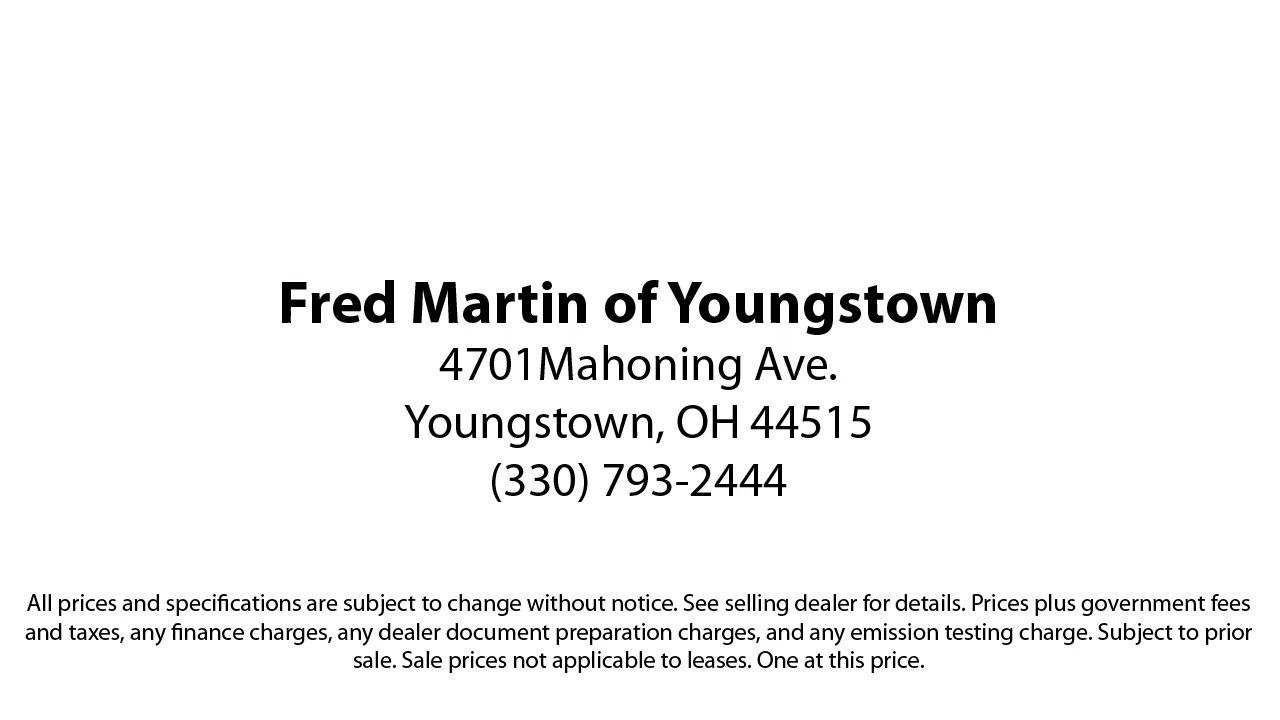 Fred Martin of Youngstown
4701Mahoning Ave.
Youngstown, OH 44515
(330) 793-2444
All prices and specifications are subject to change without notice. See selling dealer for details. Prices plus government fees
and taxes, any finance charges, any dealer document preparation charges, and any emission testing charge. Subject to prior
sale. Sale prices not applicable to leases. One at this price.